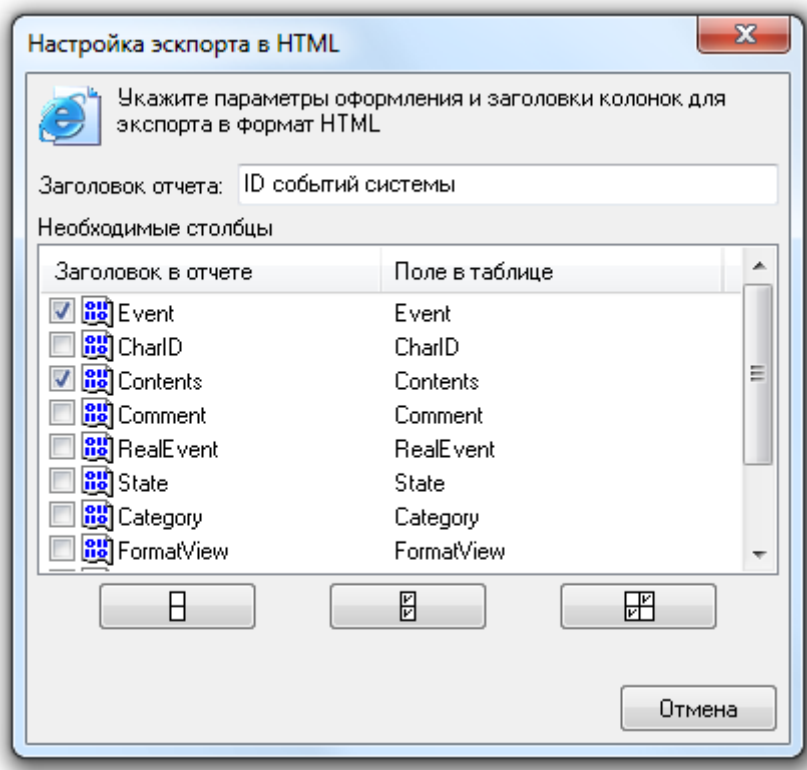 Настройка эскпорта в HTML
Укажите параметры оформления и заголовки колонок для
экспорта в формат HTML
Заголовок отчета: ID событий системы
Необходимые столбцы
Заголовок в отчете Поле в таблице
Event Event
CharID CharID
Contents Contents
Comment Comment
RealEvent RealEvent
State State
Category Category
FormatView FormatView
Отмена